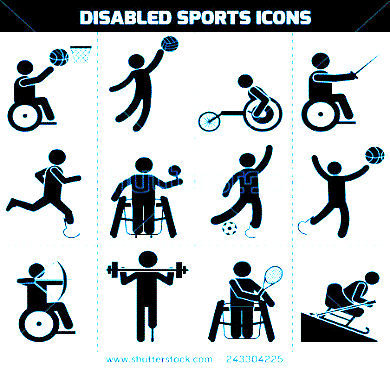 DISABLED SPORTS ICONS
www.shutterstock.com · 243304225